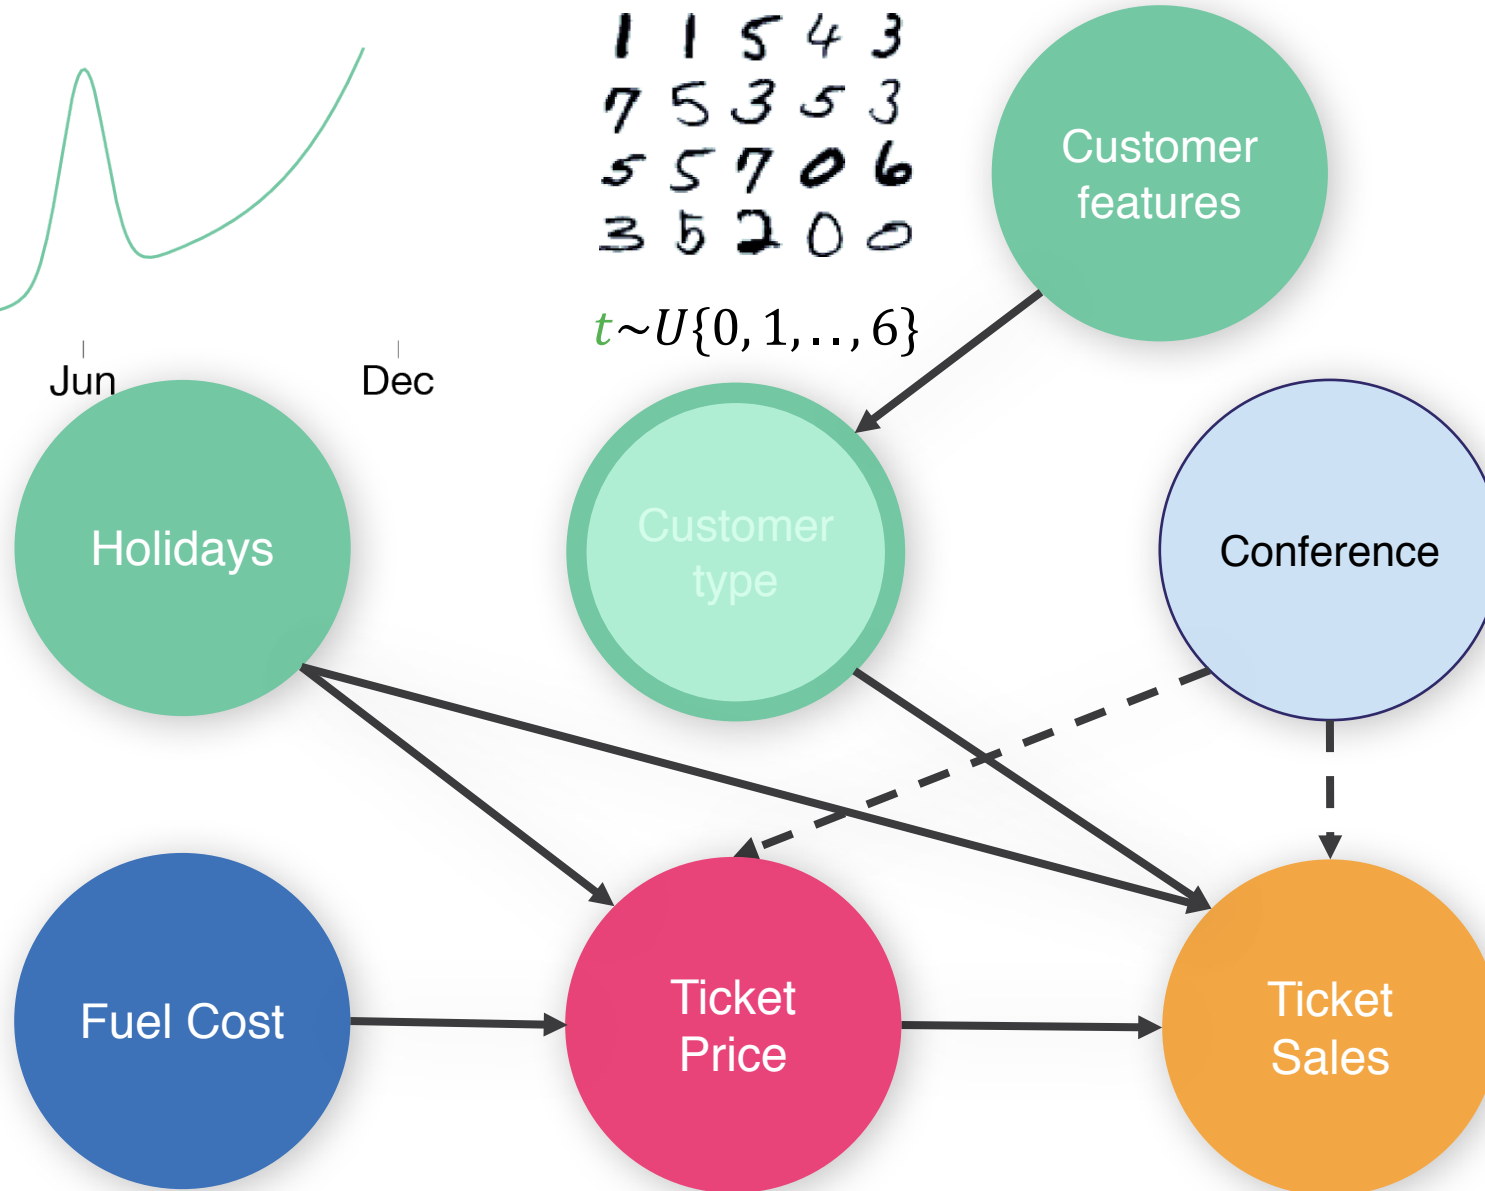 1 1 5 4 3
7 5 3 5 3
5 5 7 0 6
3 5 2 0 0
t~U{0, 1, .., 6}
Jun
Dec
Customer
features
Holidays
Customer
type
Conference
Fuel Cost
Ticket
Price
Ticket
Sales